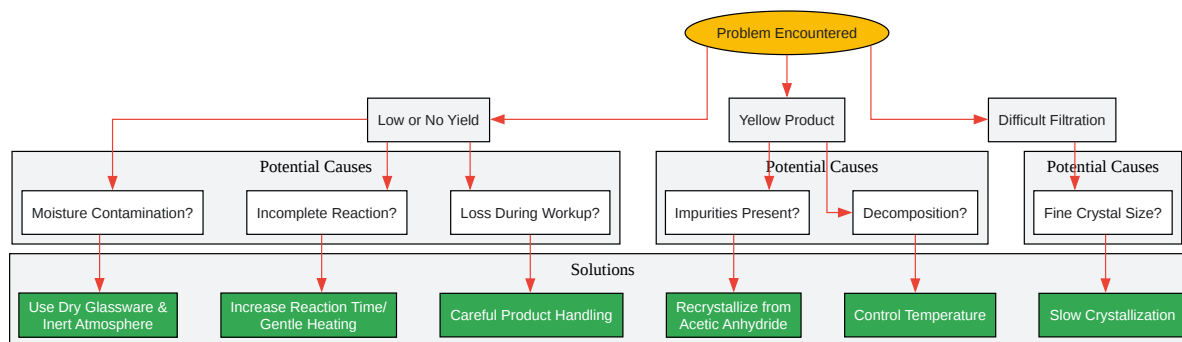 Problem Encountered
Low or No Yield
Yellow Product
Difficult Filtration
Potential Causes
Potential Causes
Potential Causes
Moisture Contamination?
Incomplete Reaction?
Loss During Workup?
Impurities Present?
Decomposition?
Fine Crystal Size?
Solutions
Use Dry Glassware &
Inert Atmosphere
Increase Reaction Time/
Gentle Heating
Careful Product Handling
Recrystallize from
Acetic Anhydride
Control Temperature
Slow Crystallization